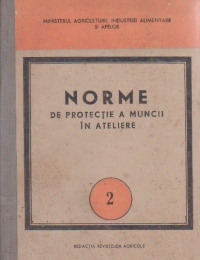 MINISTERUL AGRICULTURII, INDUSTRIEI ALIMENTARE
ȘI APELOR
NORME
DE PROTECȚIE A MUNCII
ÎN ATELIERE
2
REDACȚIA REVISTELOR AGRICOLE